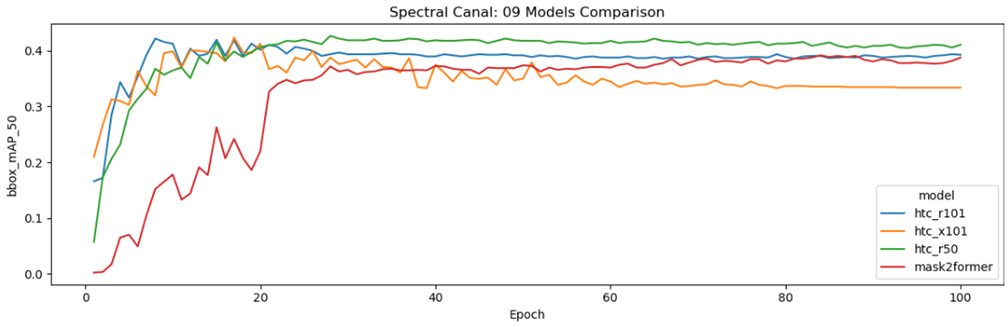 Spectral Canal: 09 Models Comparison
bbox_mAP_50
0.4
0.3
0.2
0.1
0.0
0
20
40
60
80
100
Epoch
model
htc_r101
htc_x101
htc_r50
mask2former